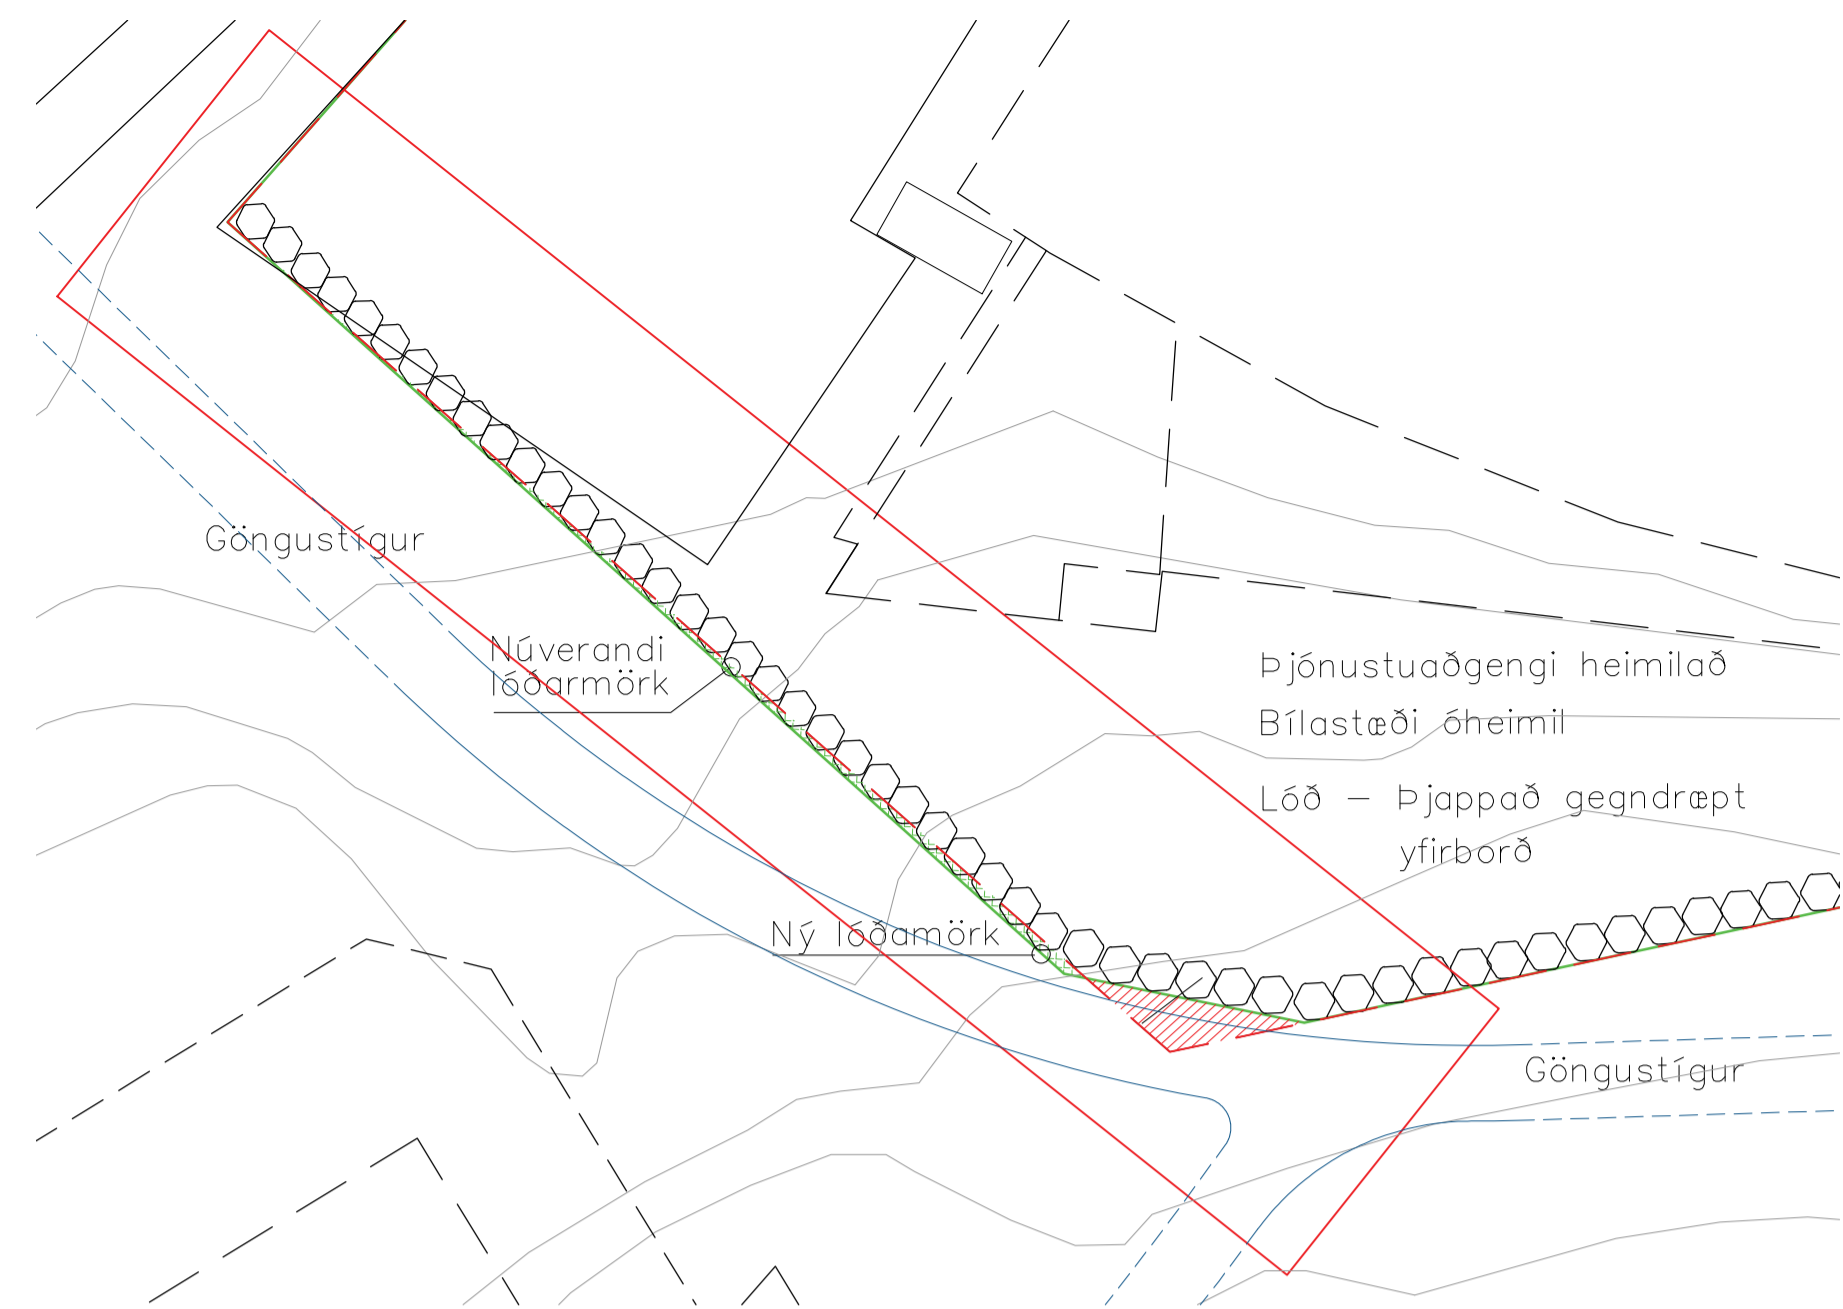 Göngustígur
Núverandi
lóðarmörk
Þjónustuaðgengi heimilað
Bílastæði óheimil
Lóð – Þjappað gegndræpt
yfirborð
Ný lóðamörk
Göngustígur